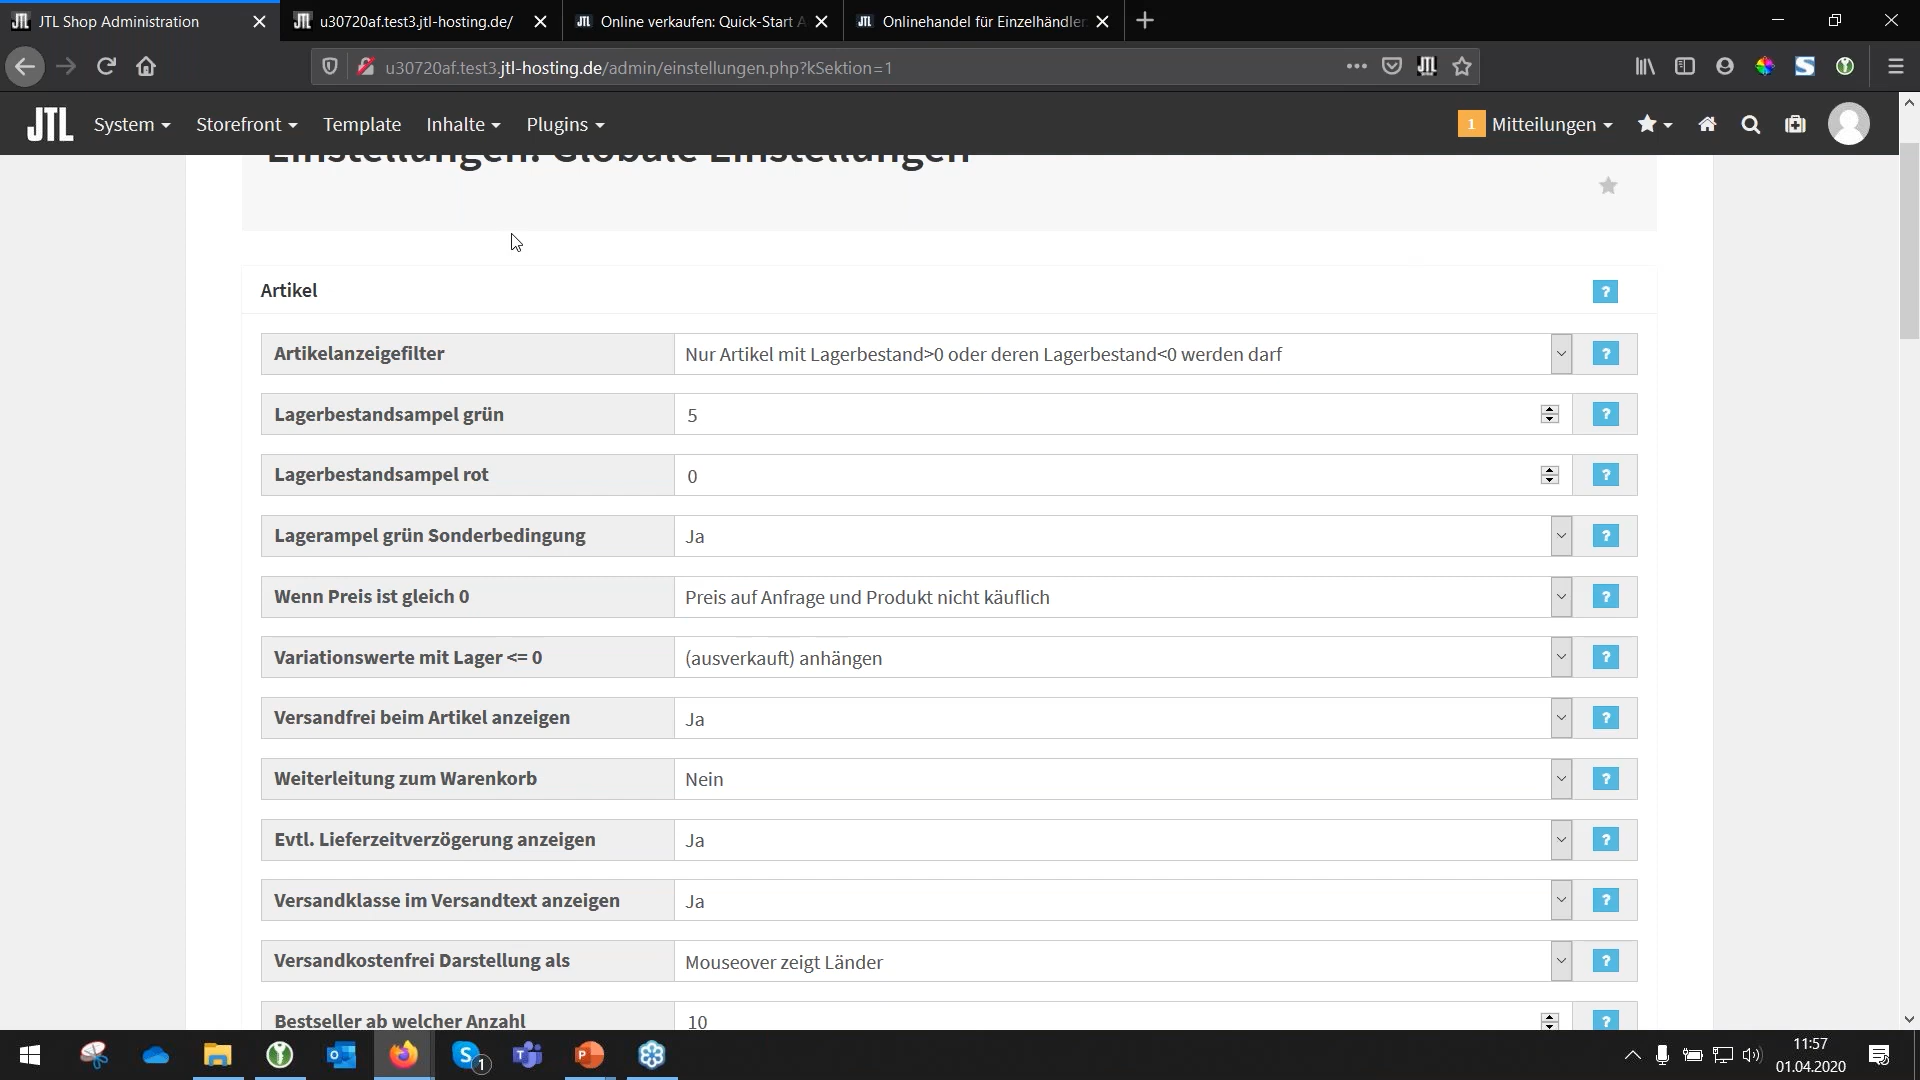 JTL Shop Administration
u30720af.test3.jtl-hosting.de/
Online verkaufen: Quick-Start A
Onlinehandel für Einzelhändler:
u30720af.test3.jtl-hosting.de/admin/einstellungen.php?kSektion=1
JTL
System
Storefront
Template
Inhalte
Plugins
1
Mitteilungen
Einstellungen: Globale Einstellungen
Artikel
?
Artikelanzeigefilter
Nur Artikel mit Lagerbestand>0 oder deren Lagerbestand<0 werden darf
?
Lagerbestandsampel grün
5
?
Lagerbestandsampel rot
0
?
Lagerampel grün Sonderbedingung
Ja
?
Wenn Preis ist gleich 0
Preis auf Anfrage und Produkt nicht käuflich
?
Variationswerte mit Lager <= 0
(ausverkauft) anhängen
?
Versandfrei beim Artikel anzeigen
Ja
?
Weiterleitung zum Warenkorb
Nein
?
Evtl. Lieferzeitverzögerung anzeigen
Ja
?
Versandklasse im Versandtext anzeigen
Ja
?
Versandkostenfrei Darstellung als
Mouseover zeigt Länder
?
Bestseller ab welcher Anzahl
10
?
1
11:57
01.04.2020